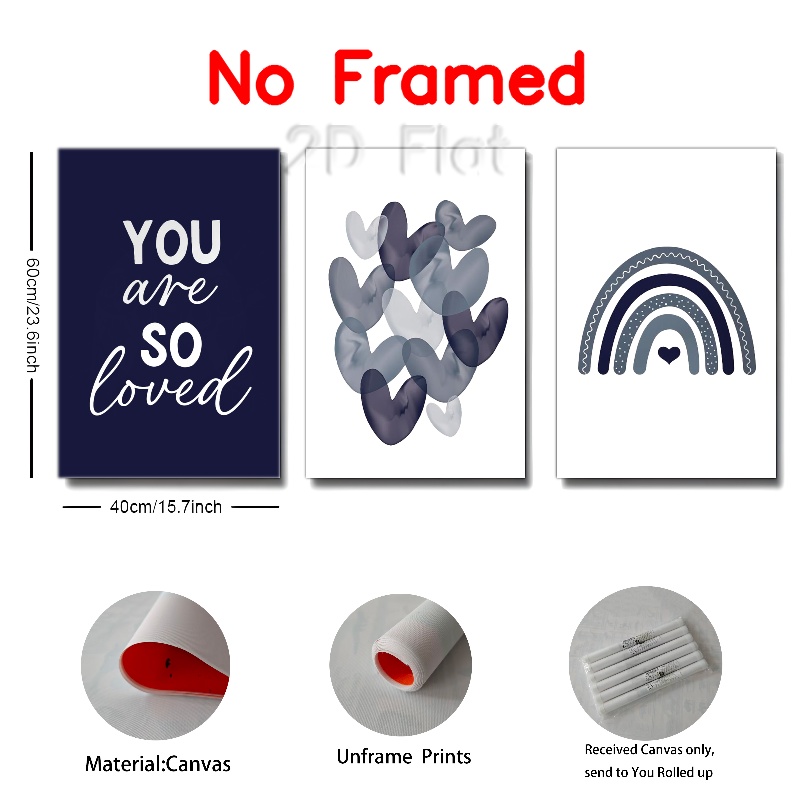 No Framed
2D Flat
YOU
are
SO
loved
60cm/23.6inch
40cm/15.7inch
Material:Canvas
Unframe Prints
Received Canvas only,
send to You Rolled up